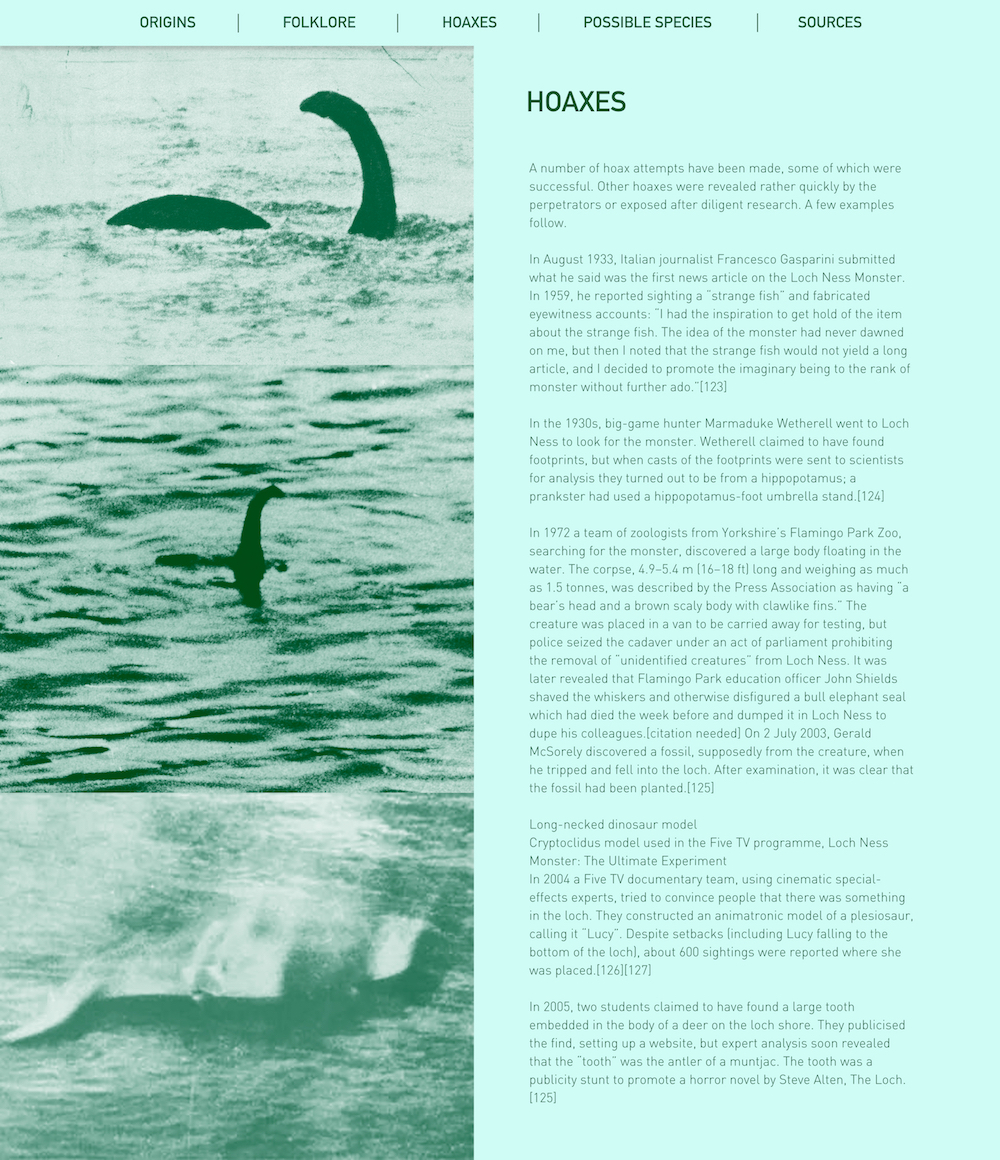 ORIGINS | FOLKLORE | HOAXES | POSSIBLE SPECIES | SOURCES
HOAXES
A number of hoax attempts have been made, some of which were
successful. Other hoaxes were revealed rather quickly by the
perpetrators or exposed after diligent research. A few examples
follow.
In August 1933, Italian journalist Francesco Gasparini submitted
what he said was the first news article on the Loch Ness Monster.
In 1959, he reported sighting a "strange fish" and fabricated
eyewitness accounts: "I had the inspiration to get hold of the item
about the strange fish. The idea of the monster had never dawned
on me, but then I noted that the strange fish would not yield a long
article, and I decided to promote the imaginary being to the rank of
monster without further ado."[123]
In the 1930s, big-game hunter Marmaduke Wetherell went to Loch
Ness to look for the monster. Wetherell claimed to have found
footprints, but when casts of the footprints were sent to scientists
for analysis they turned out to be from a hippopotamus; a
prankster had used a hippopotamus-foot umbrella stand.[124]
In 1972 a team of zoologists from Yorkshire's Flamingo Park Zoo,
searching for the monster, discovered a large body floating in the
water. The corpse, 4.9–5.4 m (16–18 ft) long and weighing as much
as 1.5 tonnes, was described by the Press Association as having "a
bear's head and a brown scaly body with clawlike fins." The
creature was placed in a van to be carried away for testing, but
police seized the cadaver under an act of parliament prohibiting
the removal of "unidentified creatures" from Loch Ness. It was
later revealed that Flamingo Park education officer John Shields
shaved the whiskers and otherwise disfigured a bull elephant seal
which had died the week before and dumped it in Loch Ness to
dupe his colleagues.[citation needed] On 2 July 2003, Gerald
McSorely discovered a fossil, supposedly from the creature, when
he tripped and fell into the loch. After examination, it was clear that
the fossil had been planted.[125]
Long-necked dinosaur model
Cryptoclidus model used in the Five TV programme, Loch Ness
Monster: The Ultimate Experiment
In 2004 a Five TV documentary team, using cinematic special-
effects experts, tried to convince people that there was something
in the loch. They constructed an animatronic model of a plesiosaur,
calling it "Lucy". Despite setbacks (including Lucy falling to the
bottom of the loch), about 600 sightings were reported where she
was placed.[126][127]
In 2005, two students claimed to have found a large tooth
embedded in the body of a deer on the loch shore. They publicised
the find, setting up a website, but expert analysis soon revealed
that the "tooth" was the antler of a muntjac. The tooth was a
publicity stunt to promote a horror novel by Steve Alten, The Loch.
[125]